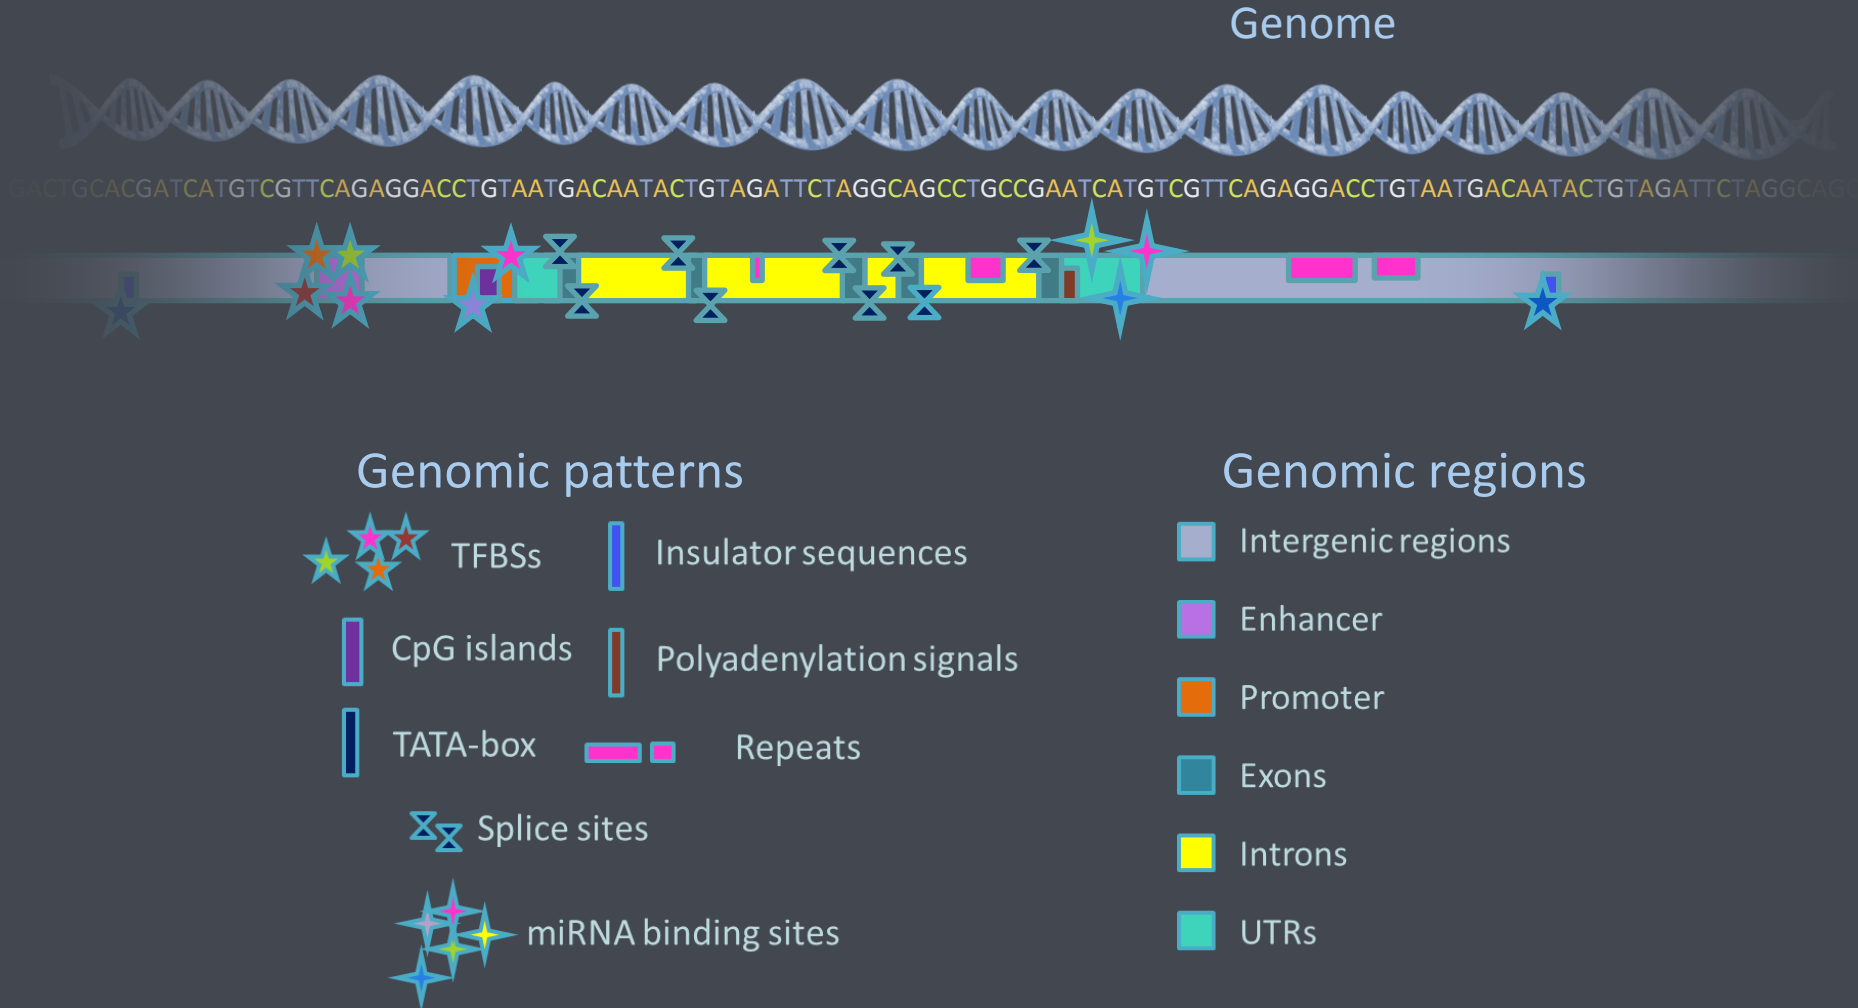 Genome
GACTGCACGATCATGTCGTTCAGAGGACCTGTAATGACAATACTGTAGATTCTAGGCAGCCTGCCGAATCATGTCGTTCAGAGGACCTGTAATGACAATACTGTAGATTCTAGGCAGC
Genomic patterns
Genomic regions
TFBSs
Insulator sequences
Intergenic regions
Enhancer
CpG islands
Polyadenylation signals
Promoter
TATA-box
Repeats
Exons
Splice sites
Introns
miRNA binding sites
UTRs